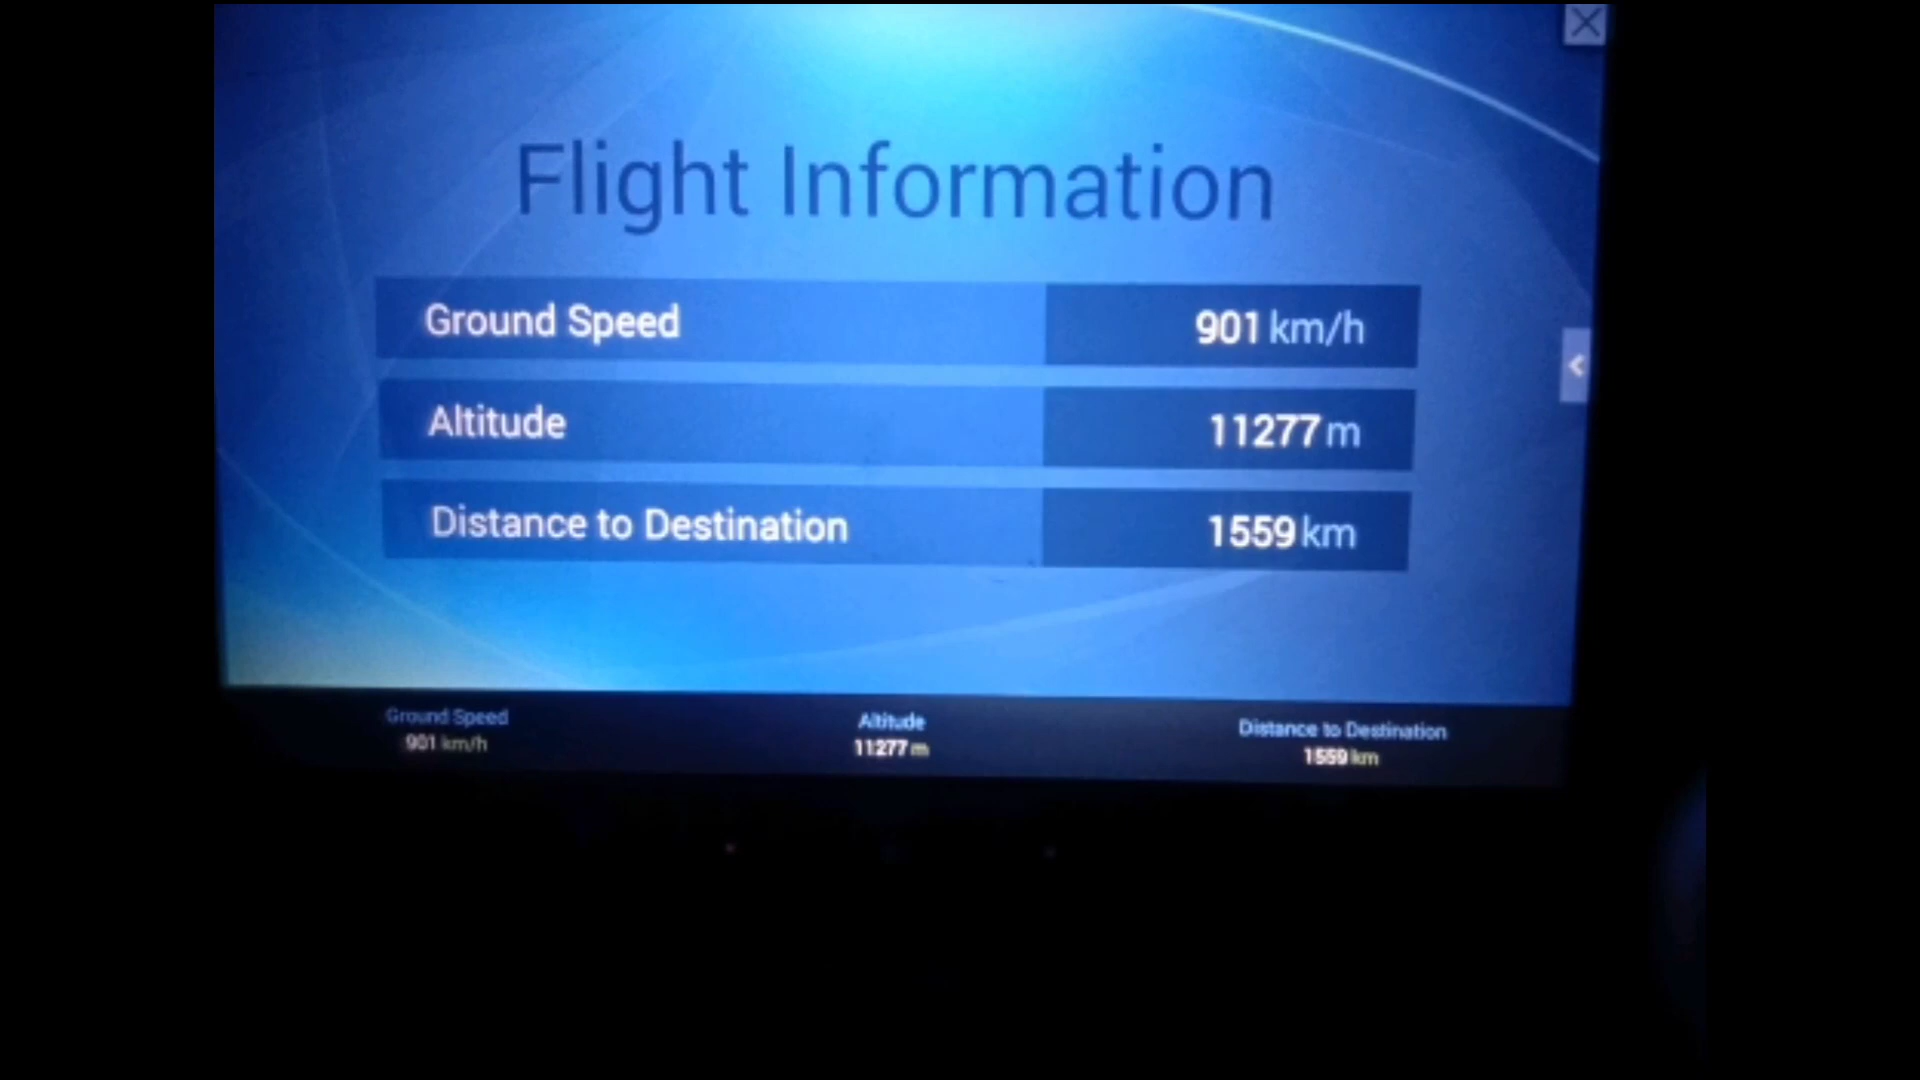 Flight Information
Ground Speed 901 km/h
Altitude 11277 m
Distance to Destination 1559 km
Ground Speed Altitude Distance to Destination
901 km/h 11277 m 1559 km